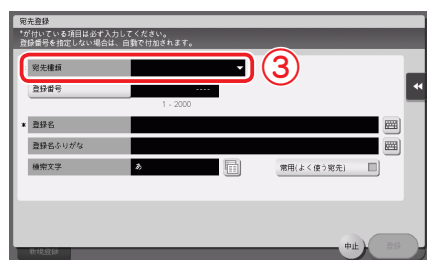 宛先登録
*が付いている項目は必ず入力してください。
登録番号を指定しない場合は、自動で付加されます。
宛先種類
③
登録番号 ----
1 - 2000
* 登録名
登録名ふりがな
検索文字 あ 常用(よく使う宛先)
中止 登録
新規登録